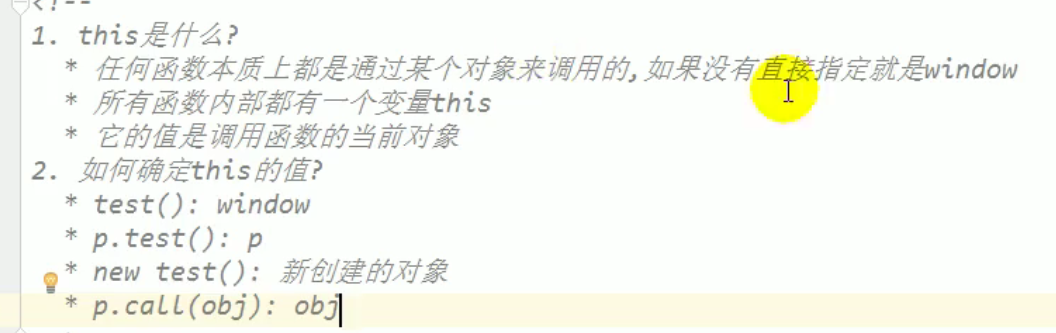 <!--
1. this是什么?
* 任何函数本质上都是通过某个对象来调用的,如果没有直接指定就是window
* 所有函数内部都有一个变量this
* 它的值是调用函数的当前对象
2. 如何确定this的值?
* test(): window
* p.test(): p
* new test(): 新创建的对象
* p.call(obj): obj